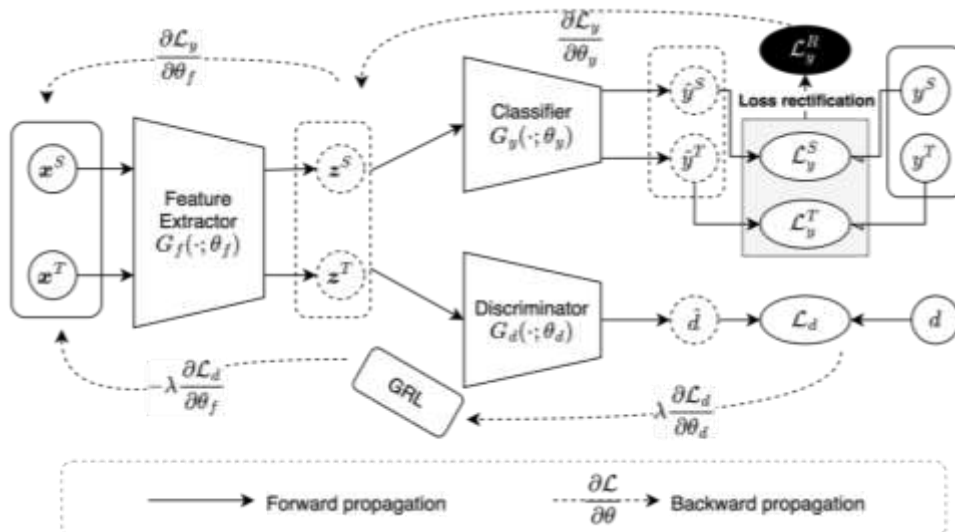 ∂ℒ_y / ∂θ_f
∂ℒ_y / ∂θ_y
ℒ_y^R
Loss rectification
x^S
x^T
Feature
Extractor
G_f(·; θ_f)
z^S
z^T
Classifier
G_y(·; θ_y)
ŷ^S
ŷ^T
ℒ_y^S
ℒ_y^T
y^S
y^T
Discriminator
G_d(·; θ_d)
d̂
ℒ_d
d
−λ ∂ℒ_d / ∂θ_f
GRL
λ ∂ℒ_d / ∂θ_d
Forward propagation
∂ℒ / ∂θ
Backward propagation